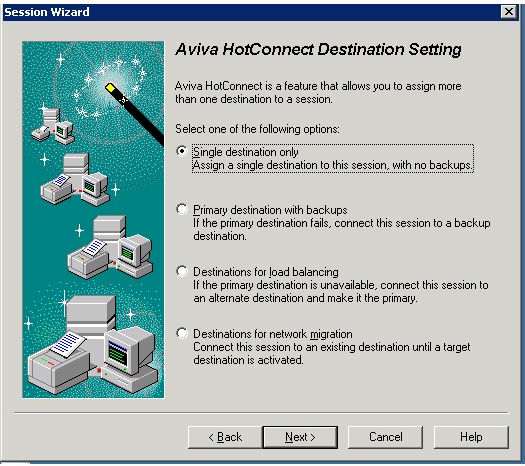 Session Wizard
Aviva HotConnect Destination Setting
Aviva HotConnect is a feature that allows you to assign more
than one destination to a session.
Select one of the following options:
Single destination only
Assign a single destination to this session, with no backups.
Primary destination with backups
If the primary destination fails, connect this session to a backup
destination.
Destinations for load balancing
If the primary destination is unavailable, connect this session to
an alternate destination and make it the primary.
Destinations for network migration
Connect this session to an existing destination until a target
destination is activated.
< Back
Next >
Cancel
Help